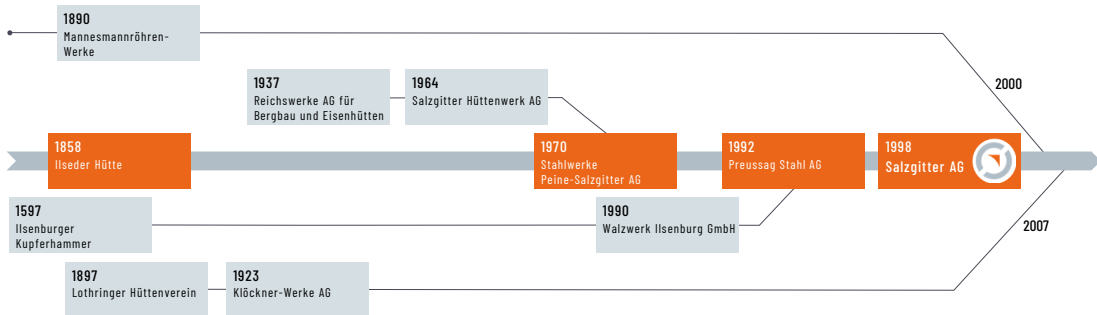 1890
Mannesmannröhren-
Werke
1937
Reichswerke AG für
Bergbau und Eisenhütten
1964
Salzgitter Hüttenwerk AG
2000
1858
Ilseder Hütte
1970
Stahlwerke
Peine-Salzgitter AG
1992
Preussag Stahl AG
1998
Salzgitter AG
1597
Ilsenburger
Kupferhammer
1990
Walzwerk Ilsenburg GmbH
2007
1897
Lothringer Hüttenverein
1923
Klöckner-Werke AG